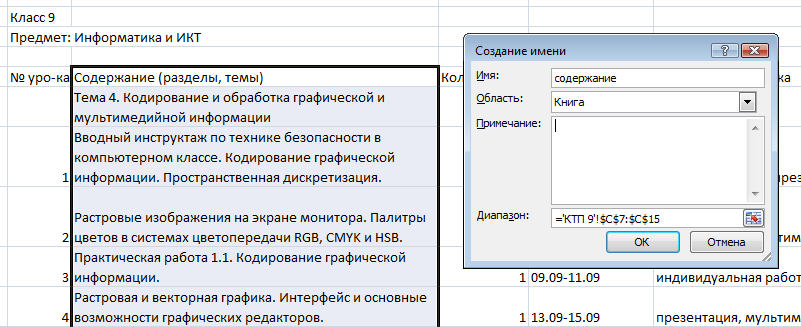 Класс 9
Предмет: Информатика и ИКТ
№ уро-ка Содержание (разделы, темы) Кол
Тема 4. Кодирование и обработка графической и
мультимедийной информации
Вводный инструктаж по технике безопасности в
компьютерном классе. Кодирование графической
1 информации. Пространственная дискретизация.
Растровые изображения на экране монитора. Палитры
2 цветов в системах цветопередачи RGB, CMYK и HSB.
Практическая работа 1.1. Кодирование графической
3 информации. 1 09.09-11.09 индивидуальная работ
Растровая и векторная графика. Интерфейс и основные
4 возможности графических редакторов. 1 13.09-15.09 презентация, мультим
Создание имени
Имя: содержание
Область: Книга
Примечание:
Диапазон: ='КТП 9'!$C$7:$C$15
ОК Отмена